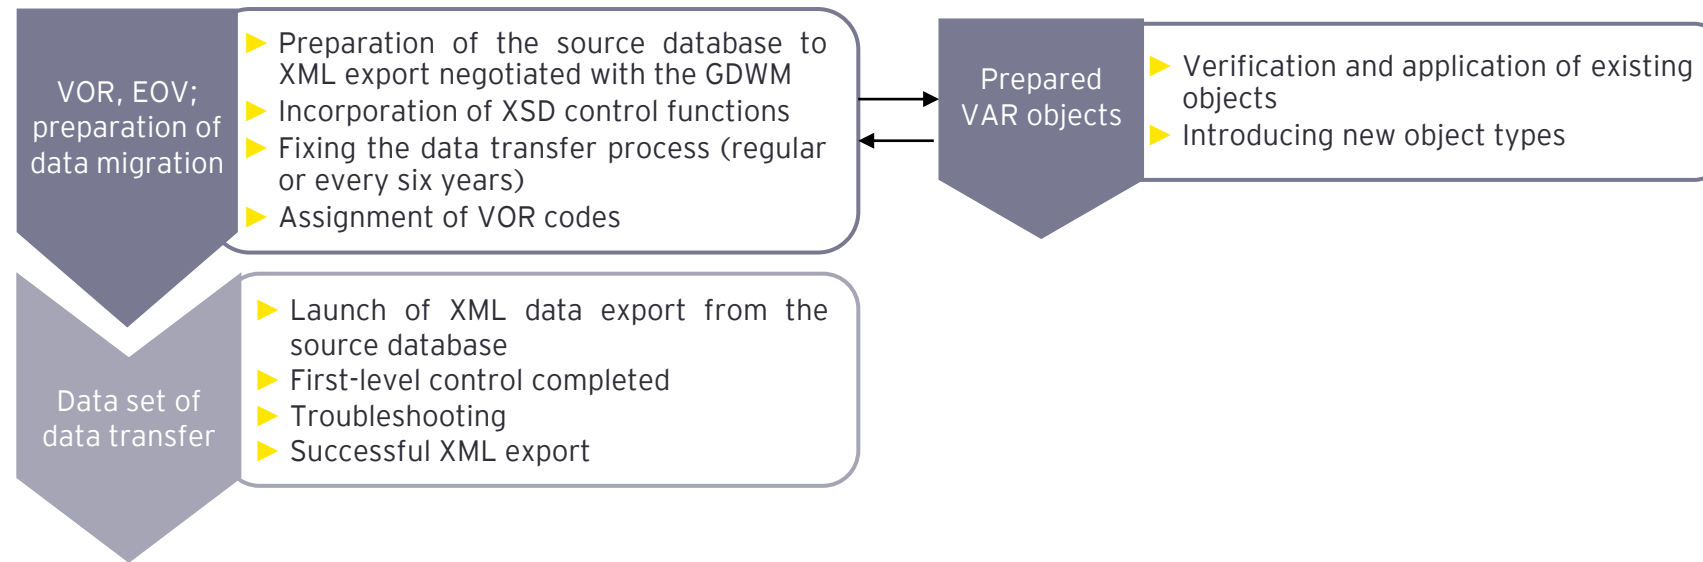 VOR, EOV;
preparation of
data migration
Preparation of the source database to
XML export negotiated with the GDWM
Incorporation of XSD control functions
Fixing the data transfer process (regular
or every six years)
Assignment of VOR codes
Prepared
VAR objects
Verification and application of existing
objects
Introducing new object types
Data set of
data transfer
Launch of XML data export from the
source database
First-level control completed
Troubleshooting
Successful XML export